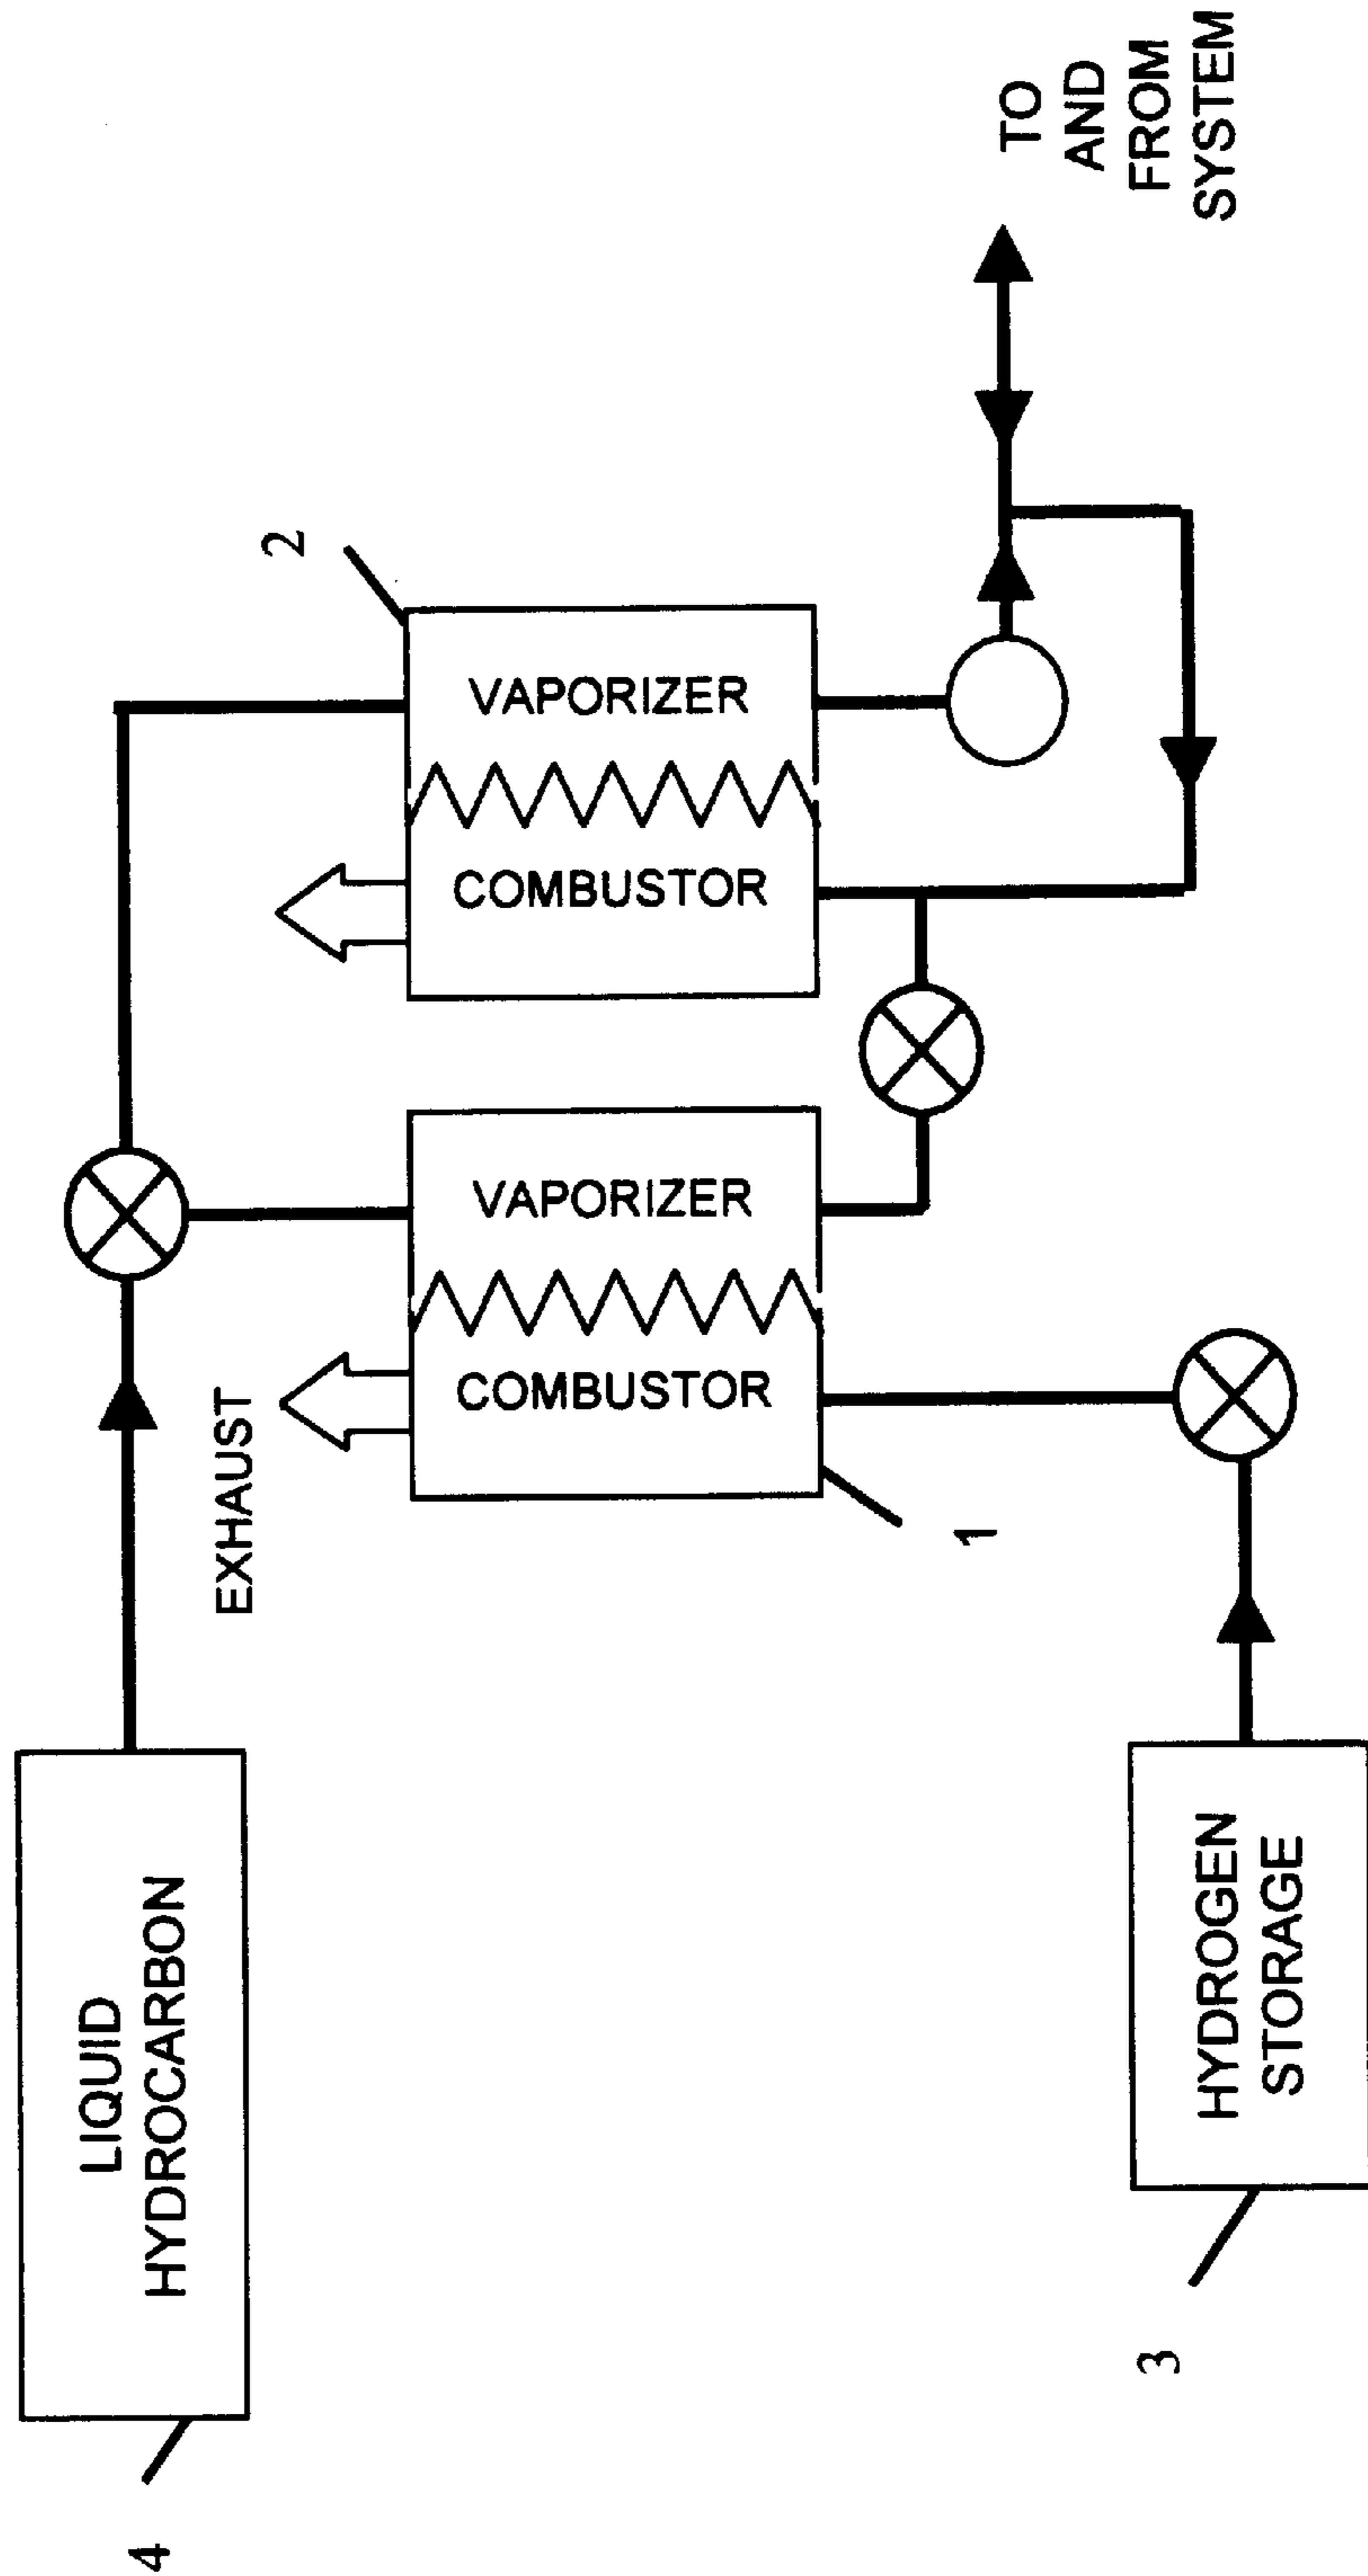 4
LIQUID
HYDROCARBON
EXHAUST
COMBUSTOR
VAPORIZER
COMBUSTOR
VAPORIZER
2
1
3
HYDROGEN
STORAGE
TO
AND
FROM
SYSTEM